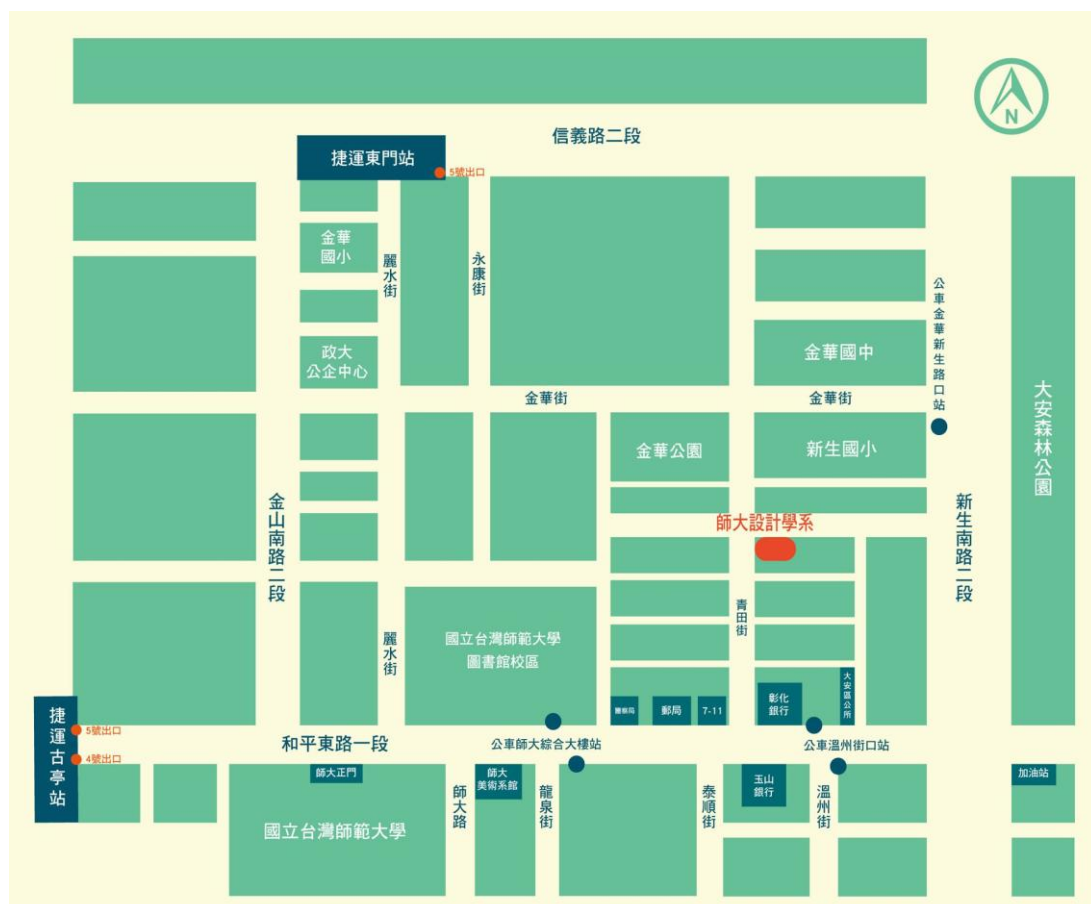 N
信義路二段
捷運東門站
5號出口
金華
國小
麗水街
永康街
公車金華新生路口站
政大
公企中心
金華國中
大安森林公園
金華街
金華街
金華公園
新生國小
金山南路二段
新生南路二段
師大設計學系
青田街
麗水街
國立台灣師範大學
圖書館校區
大安區公所
郵局
7-11
彰化
銀行
捷運古亭站
5號出口
4號出口
和平東路一段
公車師大綜合大樓站
公車溫州街口站
師大正門
師大
美術系館
師大路
龍泉街
泰順街
玉山
銀行
溫州街
加油站
國立台灣師範大學